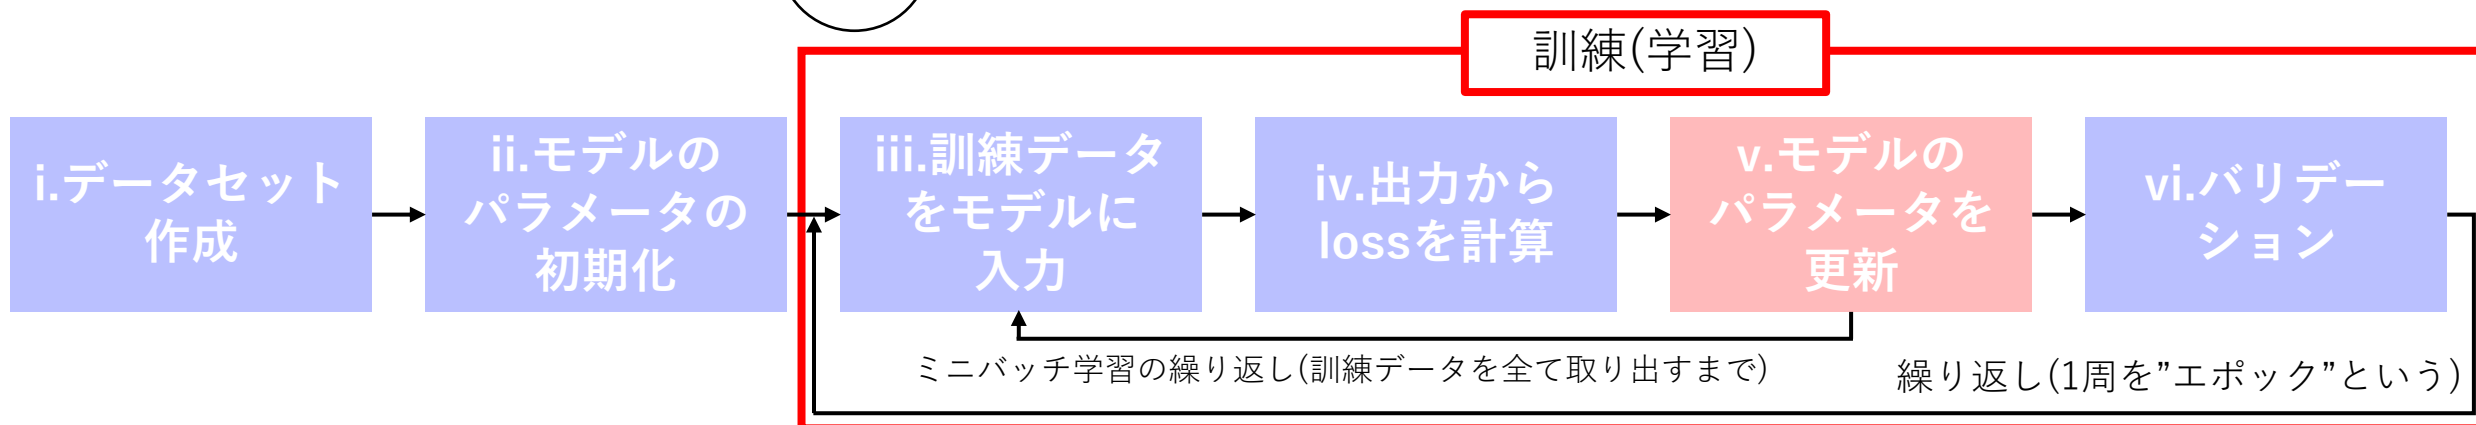 訓練(学習)
i.データセット
作成
ii.モデルの
パラメータの
初期化
iii.訓練データ
をモデルに
入力
iv.出力から
lossを計算
v.モデルの
パラメータを
更新
vi.バリデー
ション
ミニバッチ学習の繰り返し(訓練データを全て取り出すまで)
繰り返し(1周を”エポック”という)